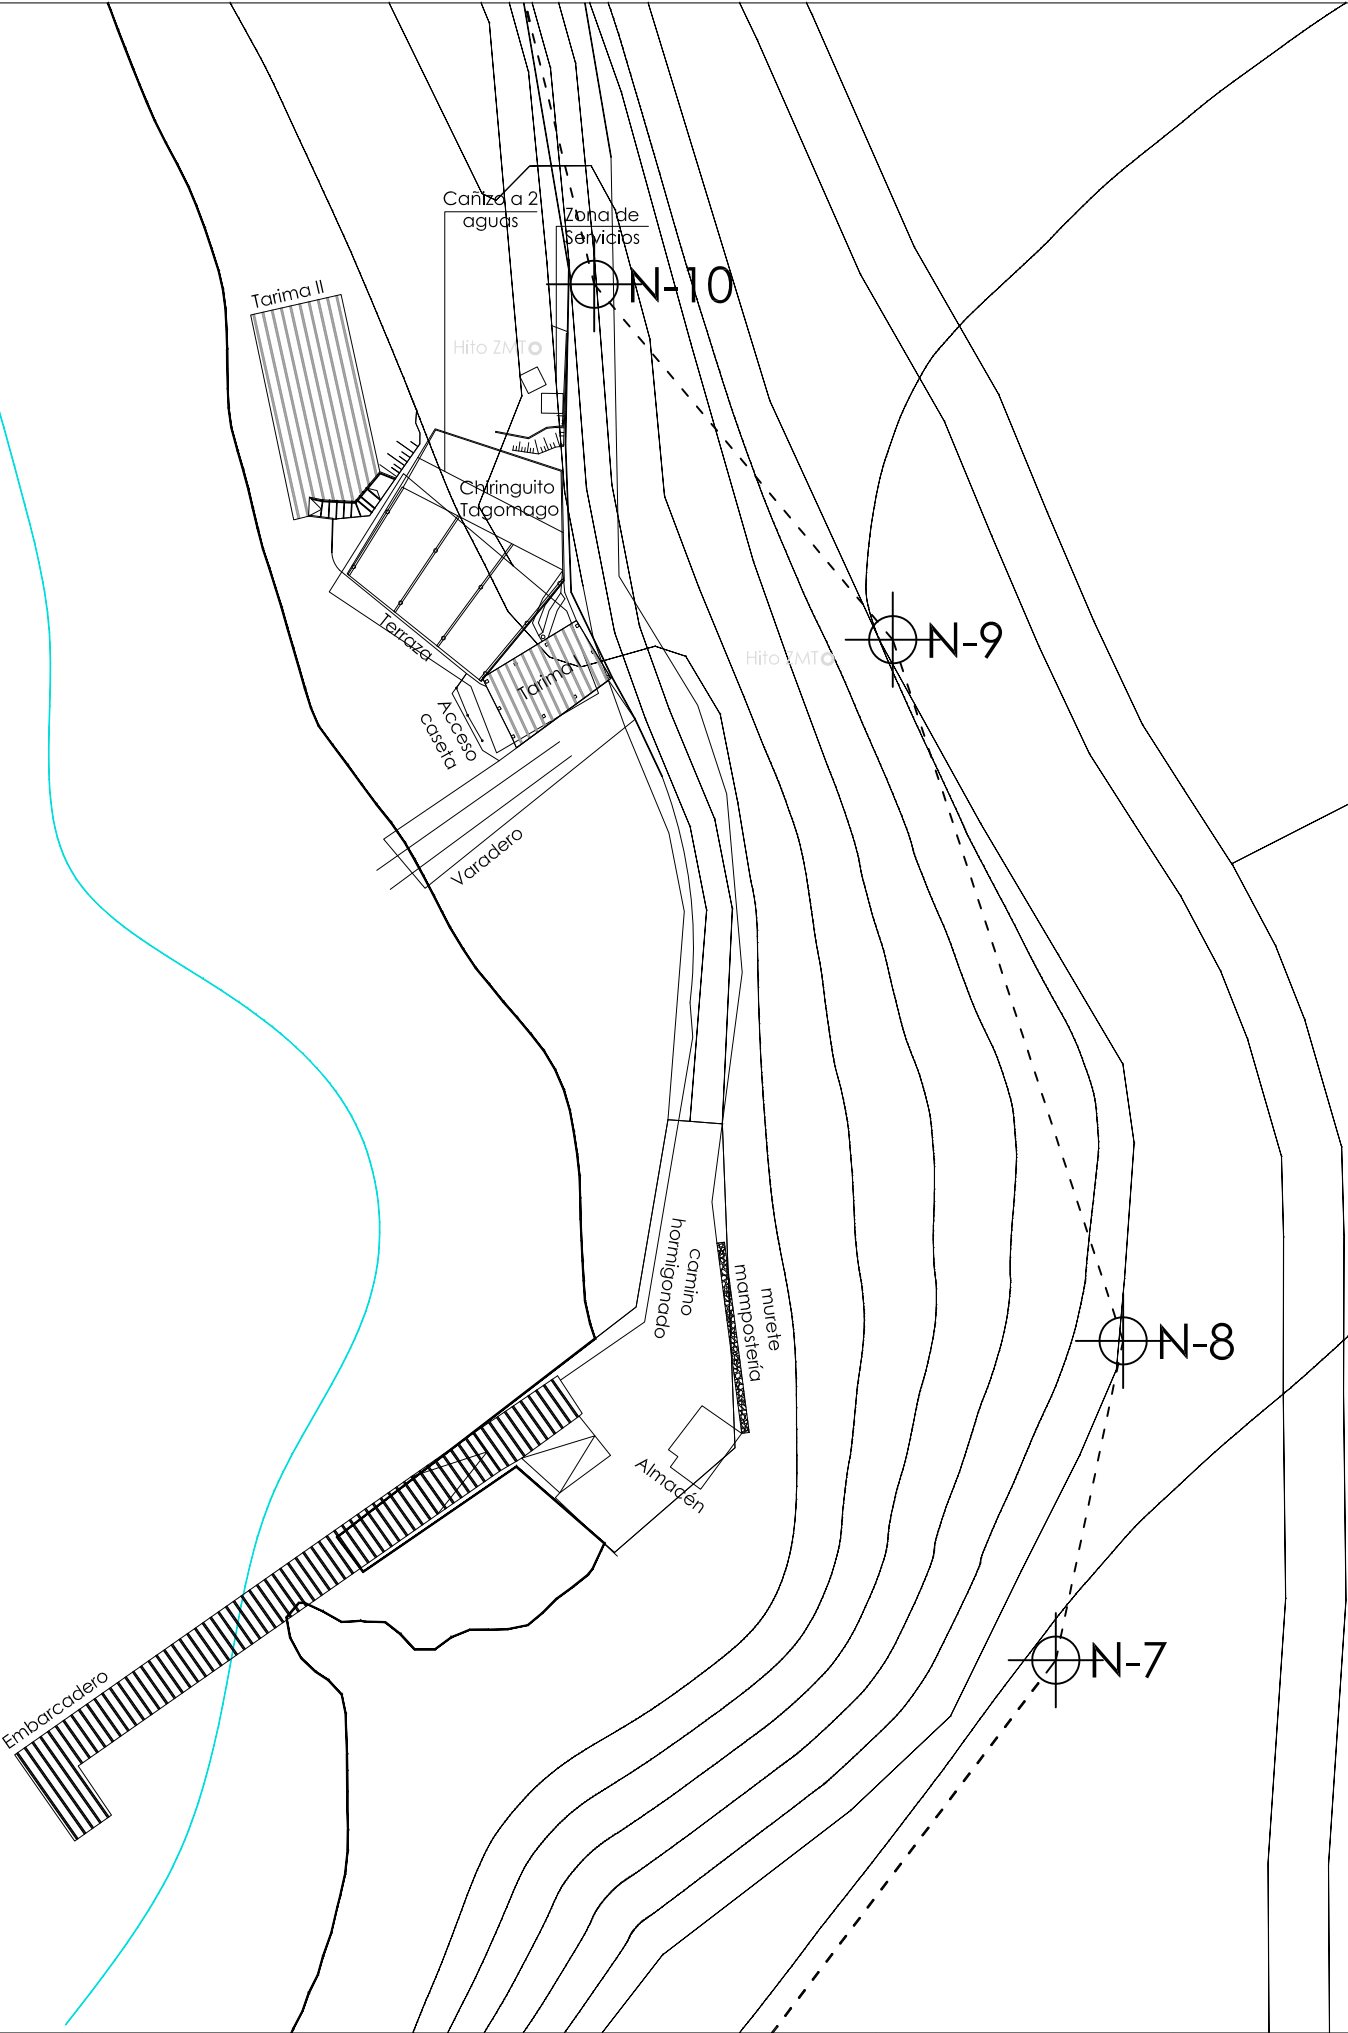 Cañizo a 2
aguas
Zona de
Servicios
N-10
Tarima II
Hito ZMT
Chiringuito
Tagomago
Terraza
N-9
Hito ZMT
Tarima I
Acceso
caseta
Varadero
camino
hormigonado
murete
mampostería
N-8
Almacén
N-7
Embarcadero